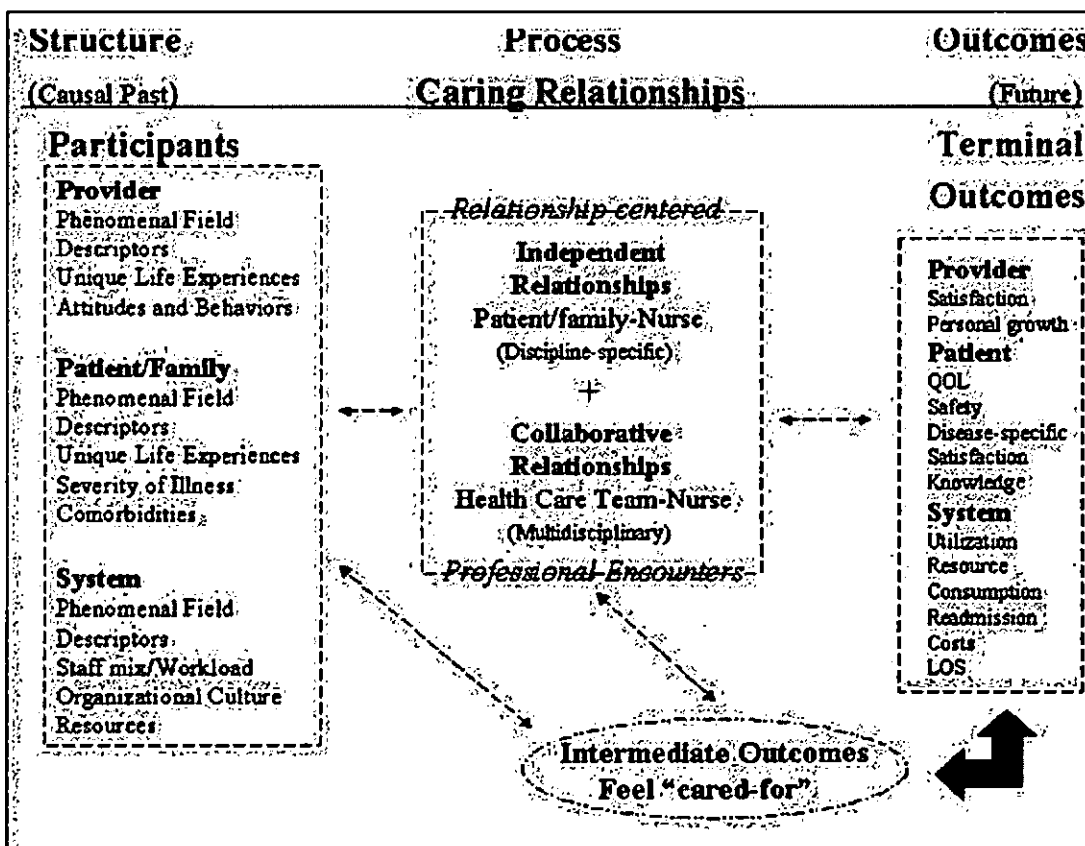 Structure
(Causal Past)
Participants
Provider
Phenomenal Field
Descriptors
Unique Life Experiences
Attitudes and Behaviors
Patient/Family
Phenomenal Field
Descriptors
Unique Life Experiences
Severity of Illness
Comorbidities
System
Phenomenal Field
Descriptors
Staff mix/Workload
Organizational Culture
Resources
Process
Caring Relationships
Relationship-centered
Independent
Relationships
Patient/family-Nurse
(Discipline-specific)
+
Collaborative
Relationships
Health Care Team-Nurse
(Multidisciplinary)
Professional Encounters
Intermediate Outcomes
Feel “cared-for”
Outcomes
(Future)
Terminal
Outcomes
Provider
Satisfaction
Personal growth
Patient
QOL
Safety
Disease-specific
Satisfaction
Knowledge
System
Utilization
Resource
Consumption
Readmission
Costs
LOS